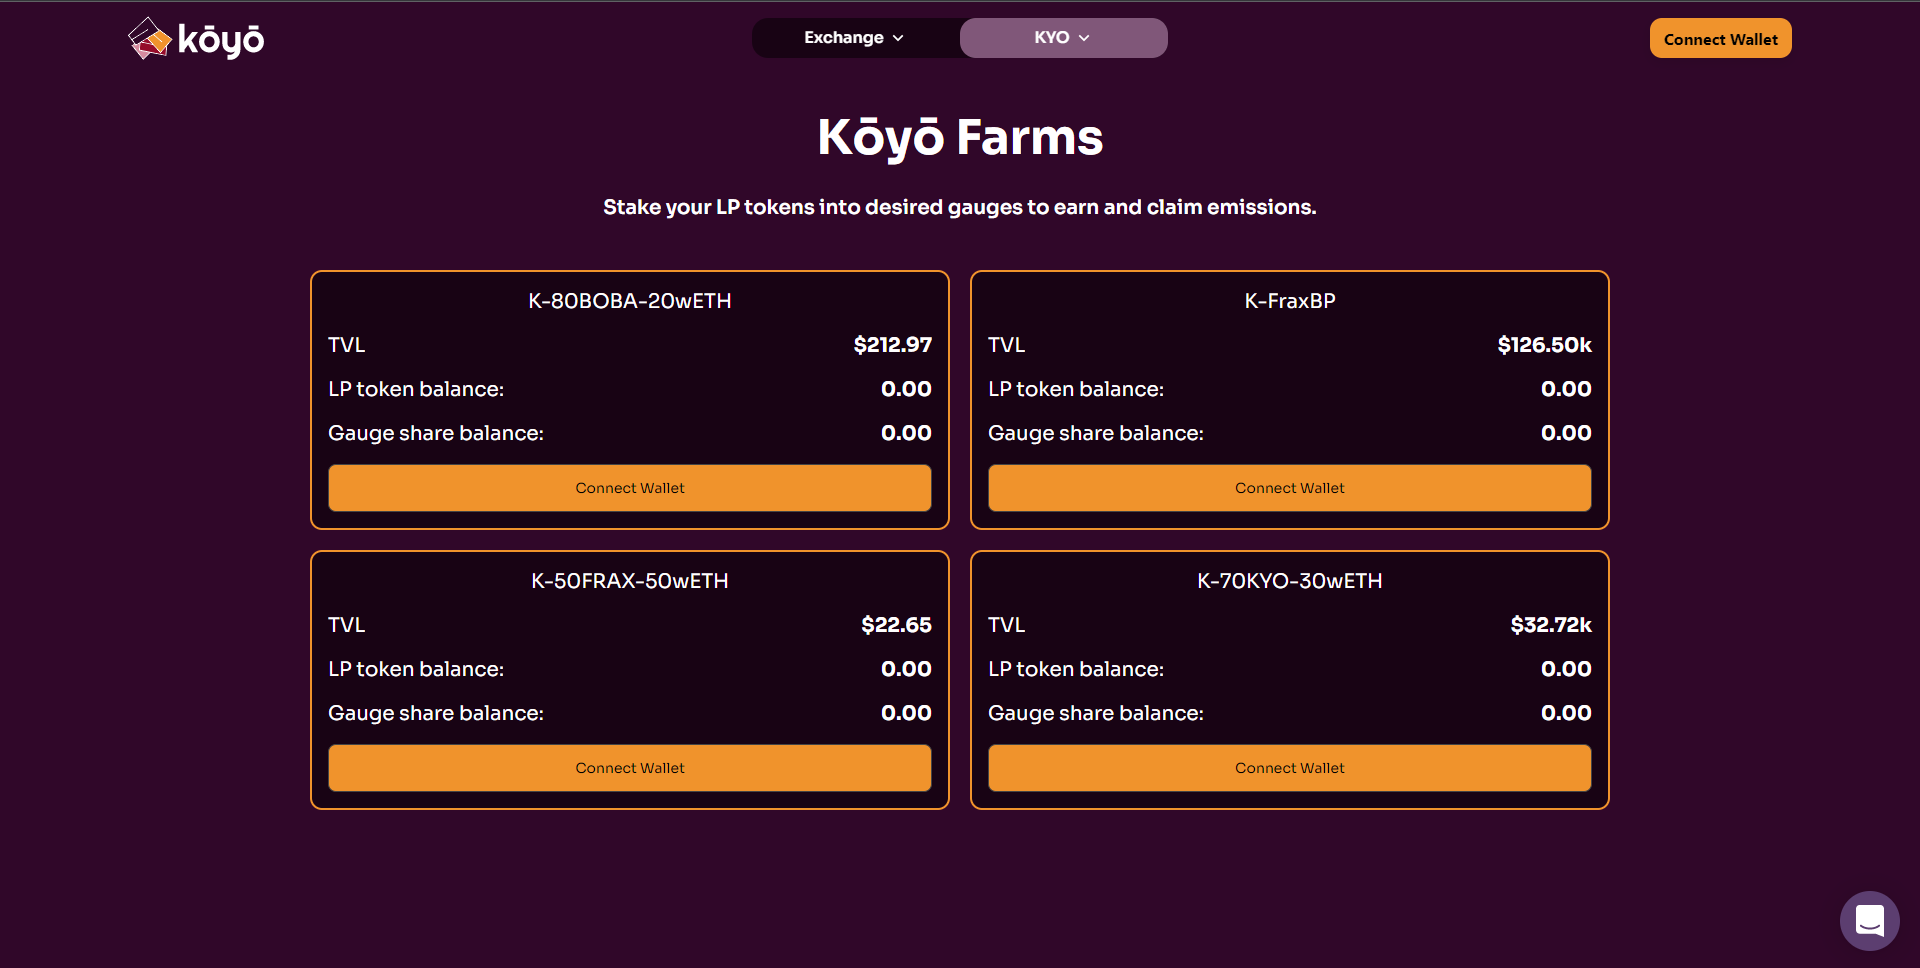 kōyō
Exchange
KYO
Connect Wallet
Kōyō Farms
Stake your LP tokens into desired gauges to earn and claim emissions.
K-80BOBA-20wETH
TVL $212.97
LP token balance: 0.00
Gauge share balance: 0.00
Connect Wallet
K-FraxBP
TVL $126.50k
LP token balance: 0.00
Gauge share balance: 0.00
Connect Wallet
K-50FRAX-50wETH
TVL $22.65
LP token balance: 0.00
Gauge share balance: 0.00
Connect Wallet
K-70KYO-30wETH
TVL $32.72k
LP token balance: 0.00
Gauge share balance: 0.00
Connect Wallet